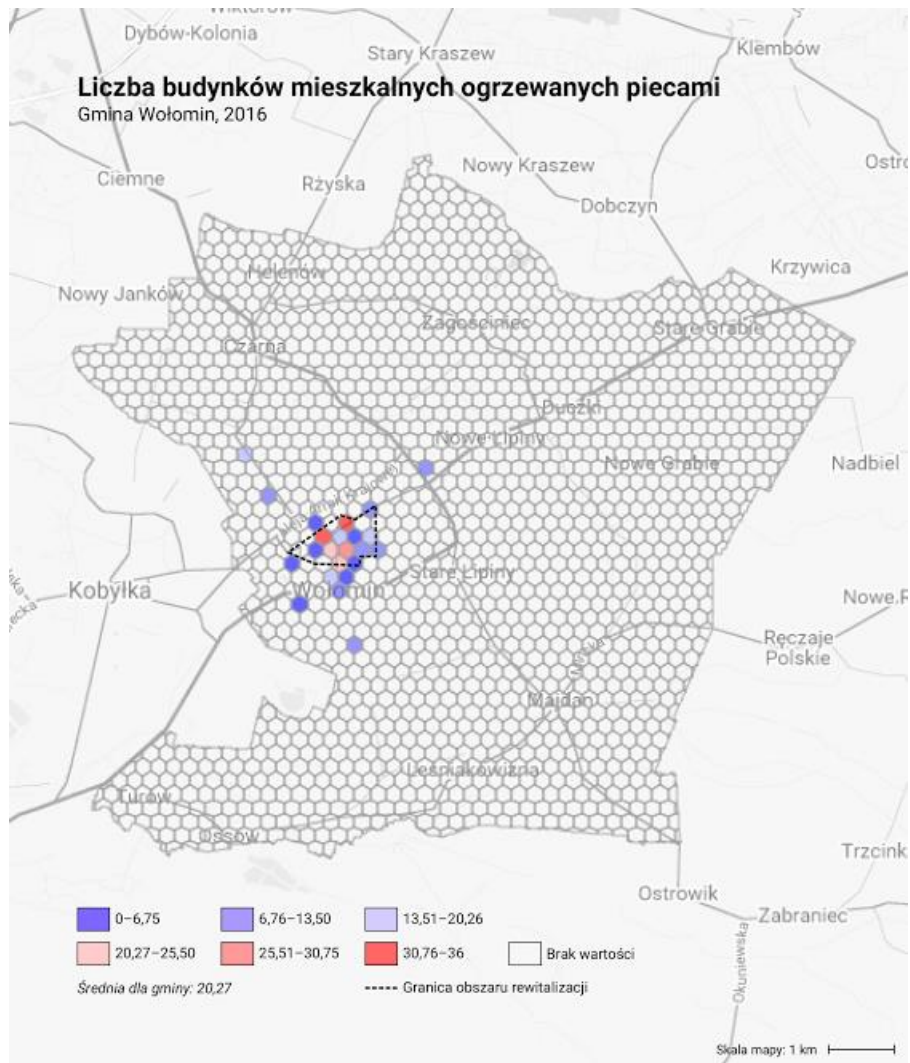 Wiktorów
Dybów-Kolonia
Stary Kraszew
Klembów
Liczba budynków mieszkalnych ogrzewanych piecami
Gmina Wołomin, 2016
Nowy Kraszew
Ciemne
Rżyska
Dobczyn
Krzywica
Helenów
Nowy Janków
Zagościniec
Stare Grabie
Czarna
Duczki
Nowe Lipiny
Nowe Grabie
Nadbiel
Stare Lipiny
Kobyłka
Wołomin
Ręczaje
Polskie
Majdan
Leśniakowizna
Turów
Ossów
Ostrowik
Zabraniec
Okuniewska
0–6,75
6,76–13,50
13,51–20,26
20,27–25,50
25,51–30,75
30,76–36
Brak wartości
Średnia dla gminy: 20,27
Granica obszaru rewitalizacji
Skala mapy: 1 km